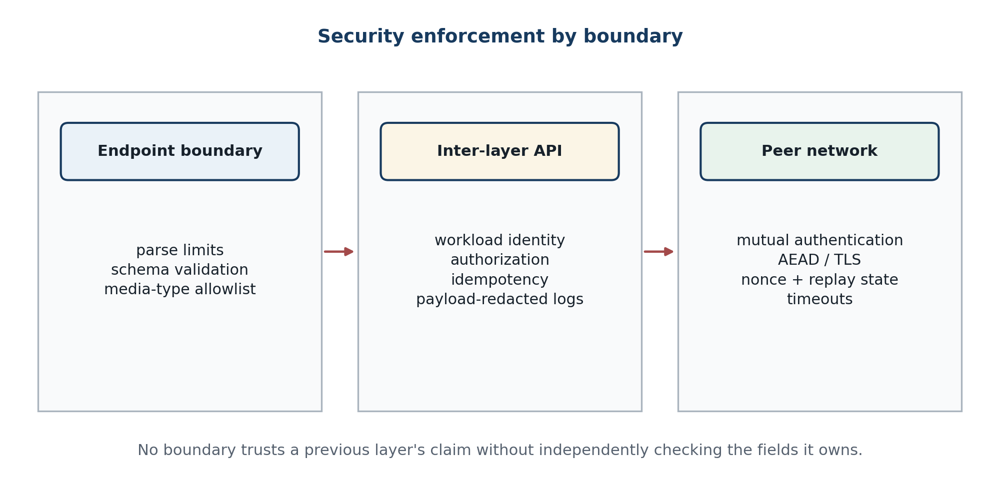 Security enforcement by boundary
Endpoint boundary
parse limits
schema validation
media-type allowlist
Inter-layer API
workload identity
authorization
idempotency
payload-redacted logs
Peer network
mutual authentication
AEAD / TLS
nonce + replay state
timeouts
No boundary trusts a previous layer's claim without independently checking the fields it owns.